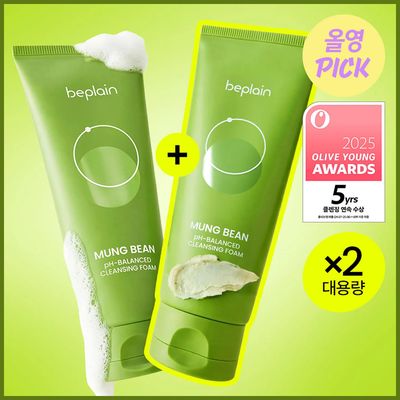 올영
PICK
beplain
MUNG BEAN
pH-BALANCED
CLEANSING FOAM
+
beplain
MUNG BEAN
pH-BALANCED
CLEANSING FOAM
2025
OLIVE YOUNG
AWARDS
5yrs
클렌징 연속 수상
×2
대용량